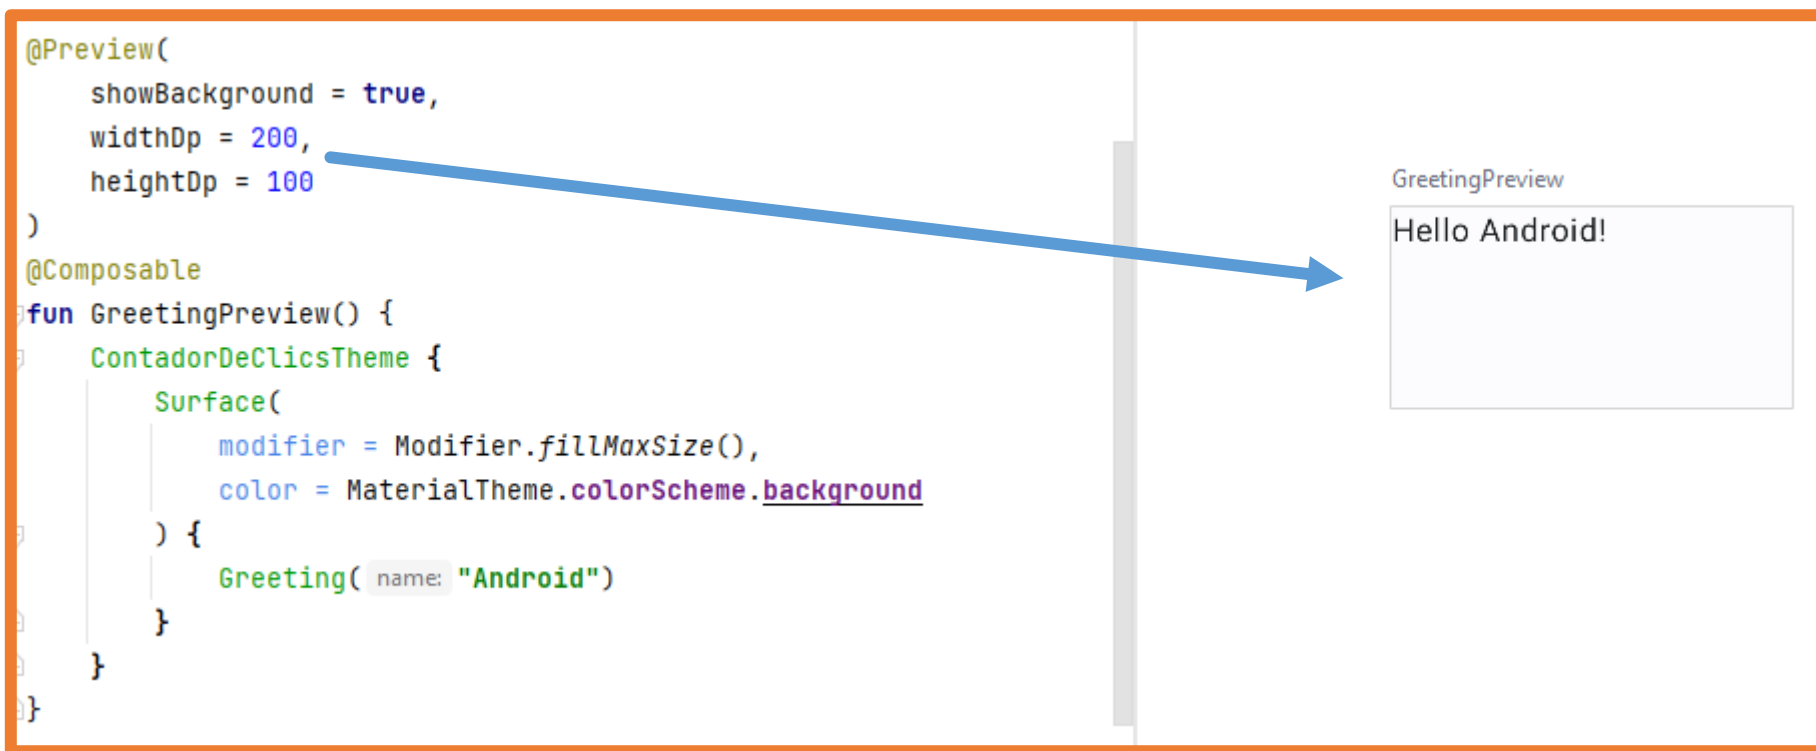 @Preview(
showBackground = true,
widthDp = 200,
heightDp = 100
)
@Composable
fun GreetingPreview() {
ContadorDeClicsTheme {
Surface(
modifier = Modifier.fillMaxSize(),
color = MaterialTheme.colorScheme.background
) {
Greeting( name: "Android")
}
}
}
GreetingPreview
Hello Android!